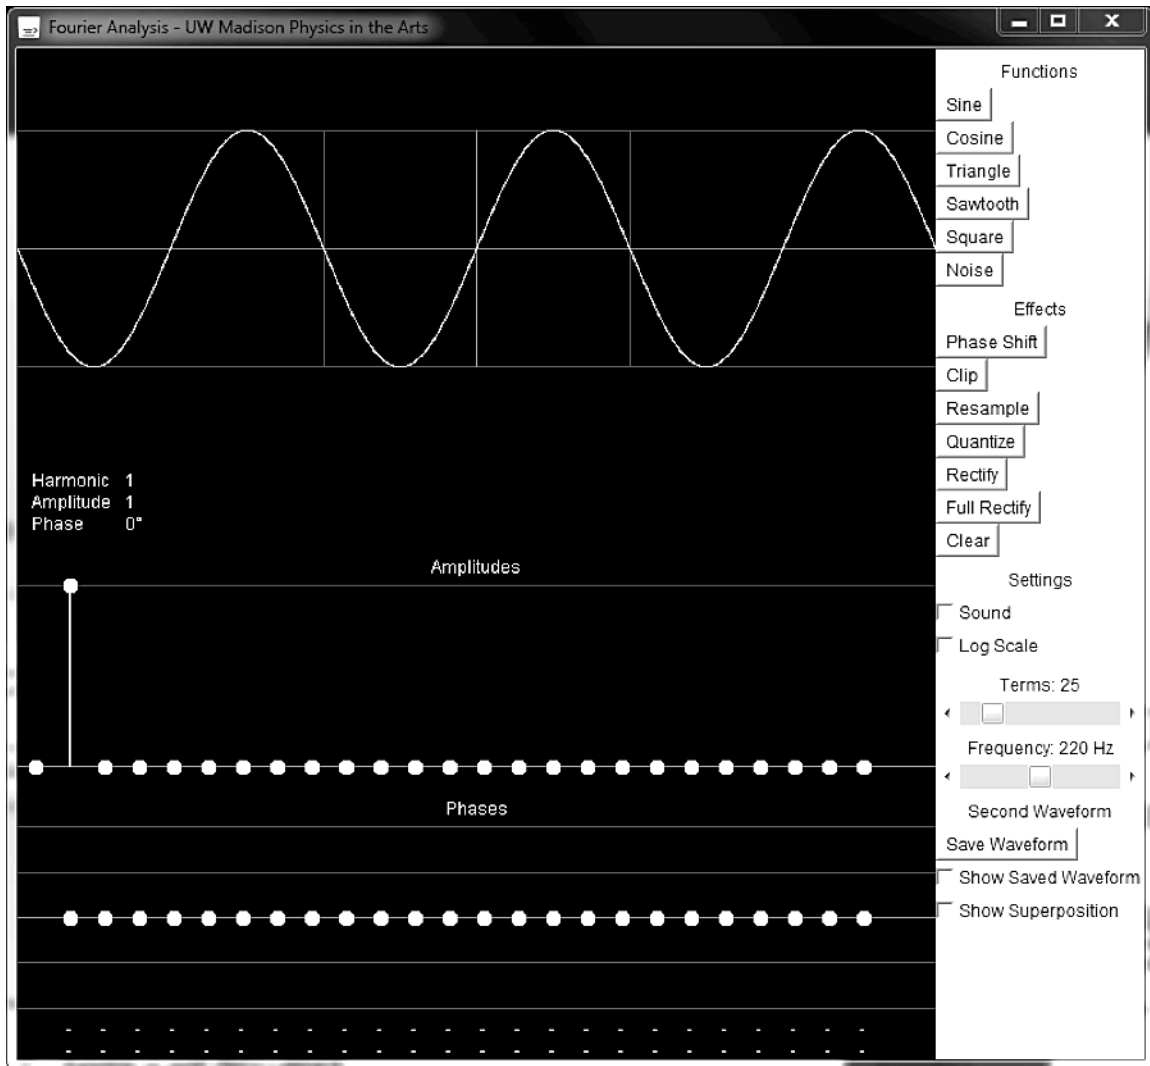 Fourier Analysis - UW Madison Physics in the Arts
Functions
Sine
Cosine
Triangle
Sawtooth
Square
Noise
Effects
Phase Shift
Clip
Resample
Quantize
Rectify
Full Rectify
Clear
Settings
Sound
Log Scale
Terms: 25
Frequency: 220 Hz
Second Waveform
Save Waveform
Show Saved Waveform
Show Superposition
Harmonic 1
Amplitude 1
Phase 0°
Amplitudes
Phases